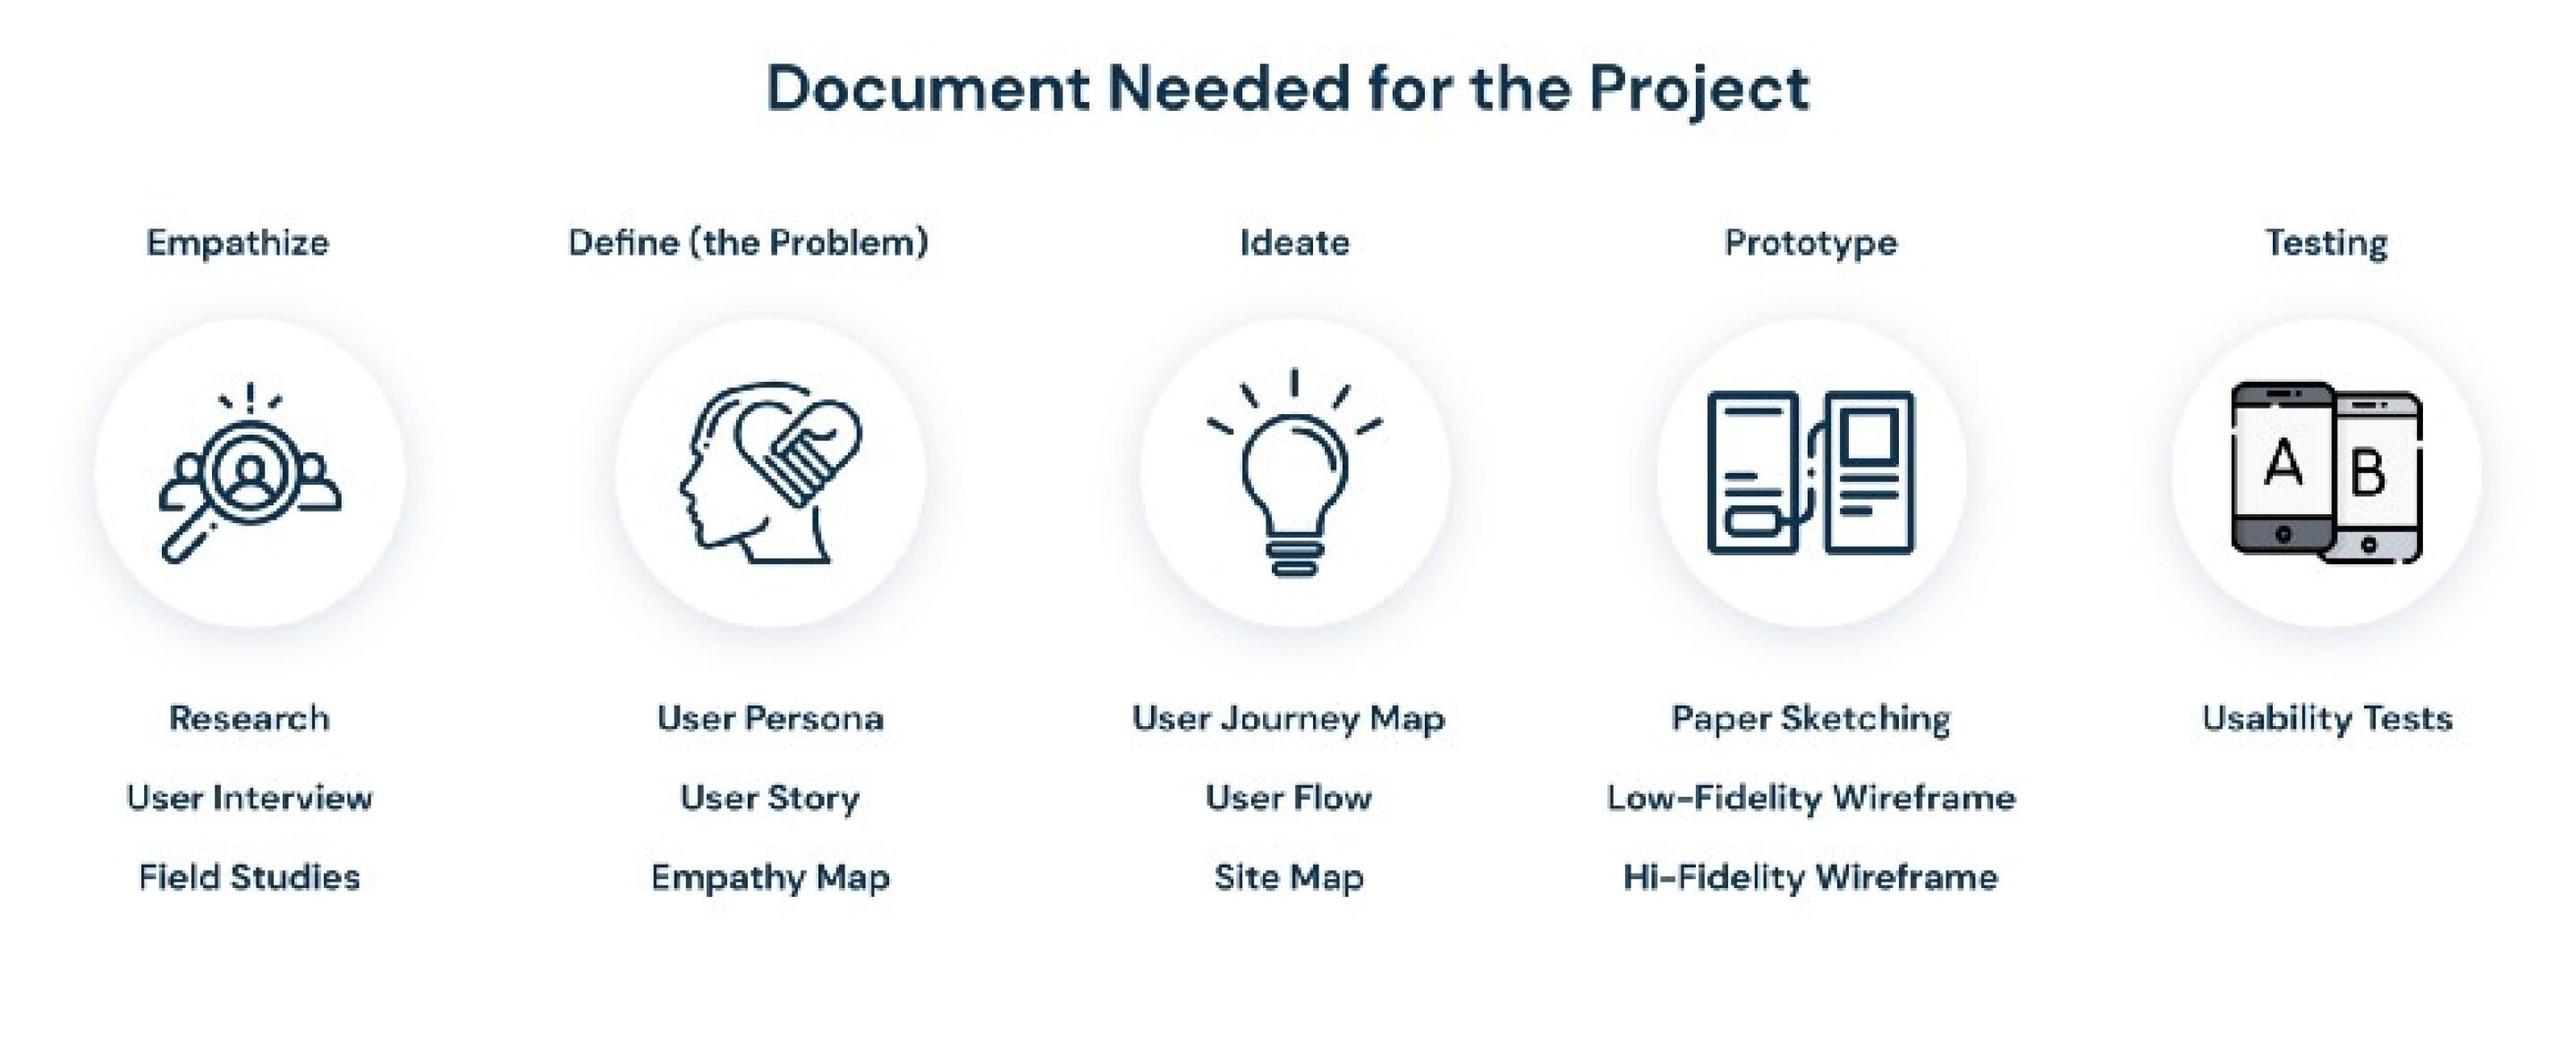 Document Needed for the Project
Empathize
Define (the Problem)
Ideate
Prototype
Testing
A
B
Research
User Persona
User Journey Map
Paper Sketching
Usability Tests
User Interview
User Story
User Flow
Low-Fidelity Wireframe
Field Studies
Empathy Map
Site Map
Hi-Fidelity Wireframe